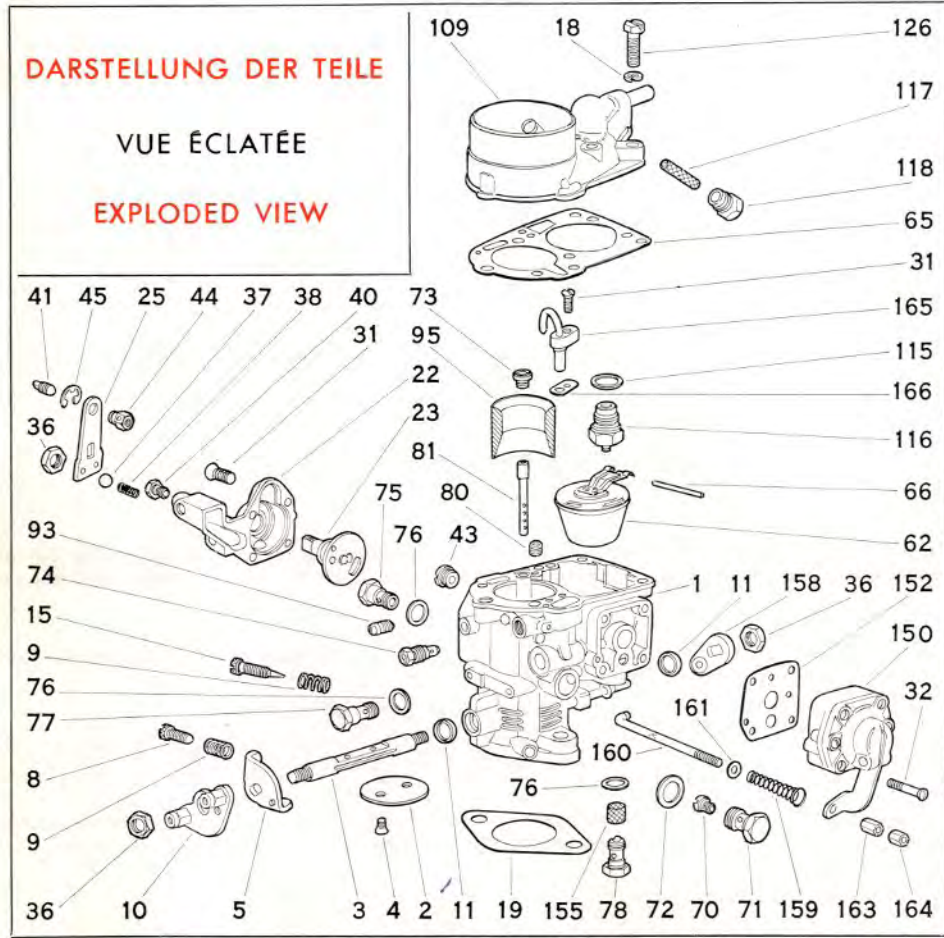 DARSTELLUNG DER TEILE
VUE ÉCLATÉE
EXPLODED VIEW
109 18 126
117
118
65
31
41 45 25 44 37 38 40 73
165
31 95
115
22
166
36 23
116
81
75 80 66
76 43
93 62
74 1 11 158 36 152
15 150
9
76 161 32
77
160
8 76
9
36 10 5 3 4 2 11 19 155 78 72 70 71 159 163 164